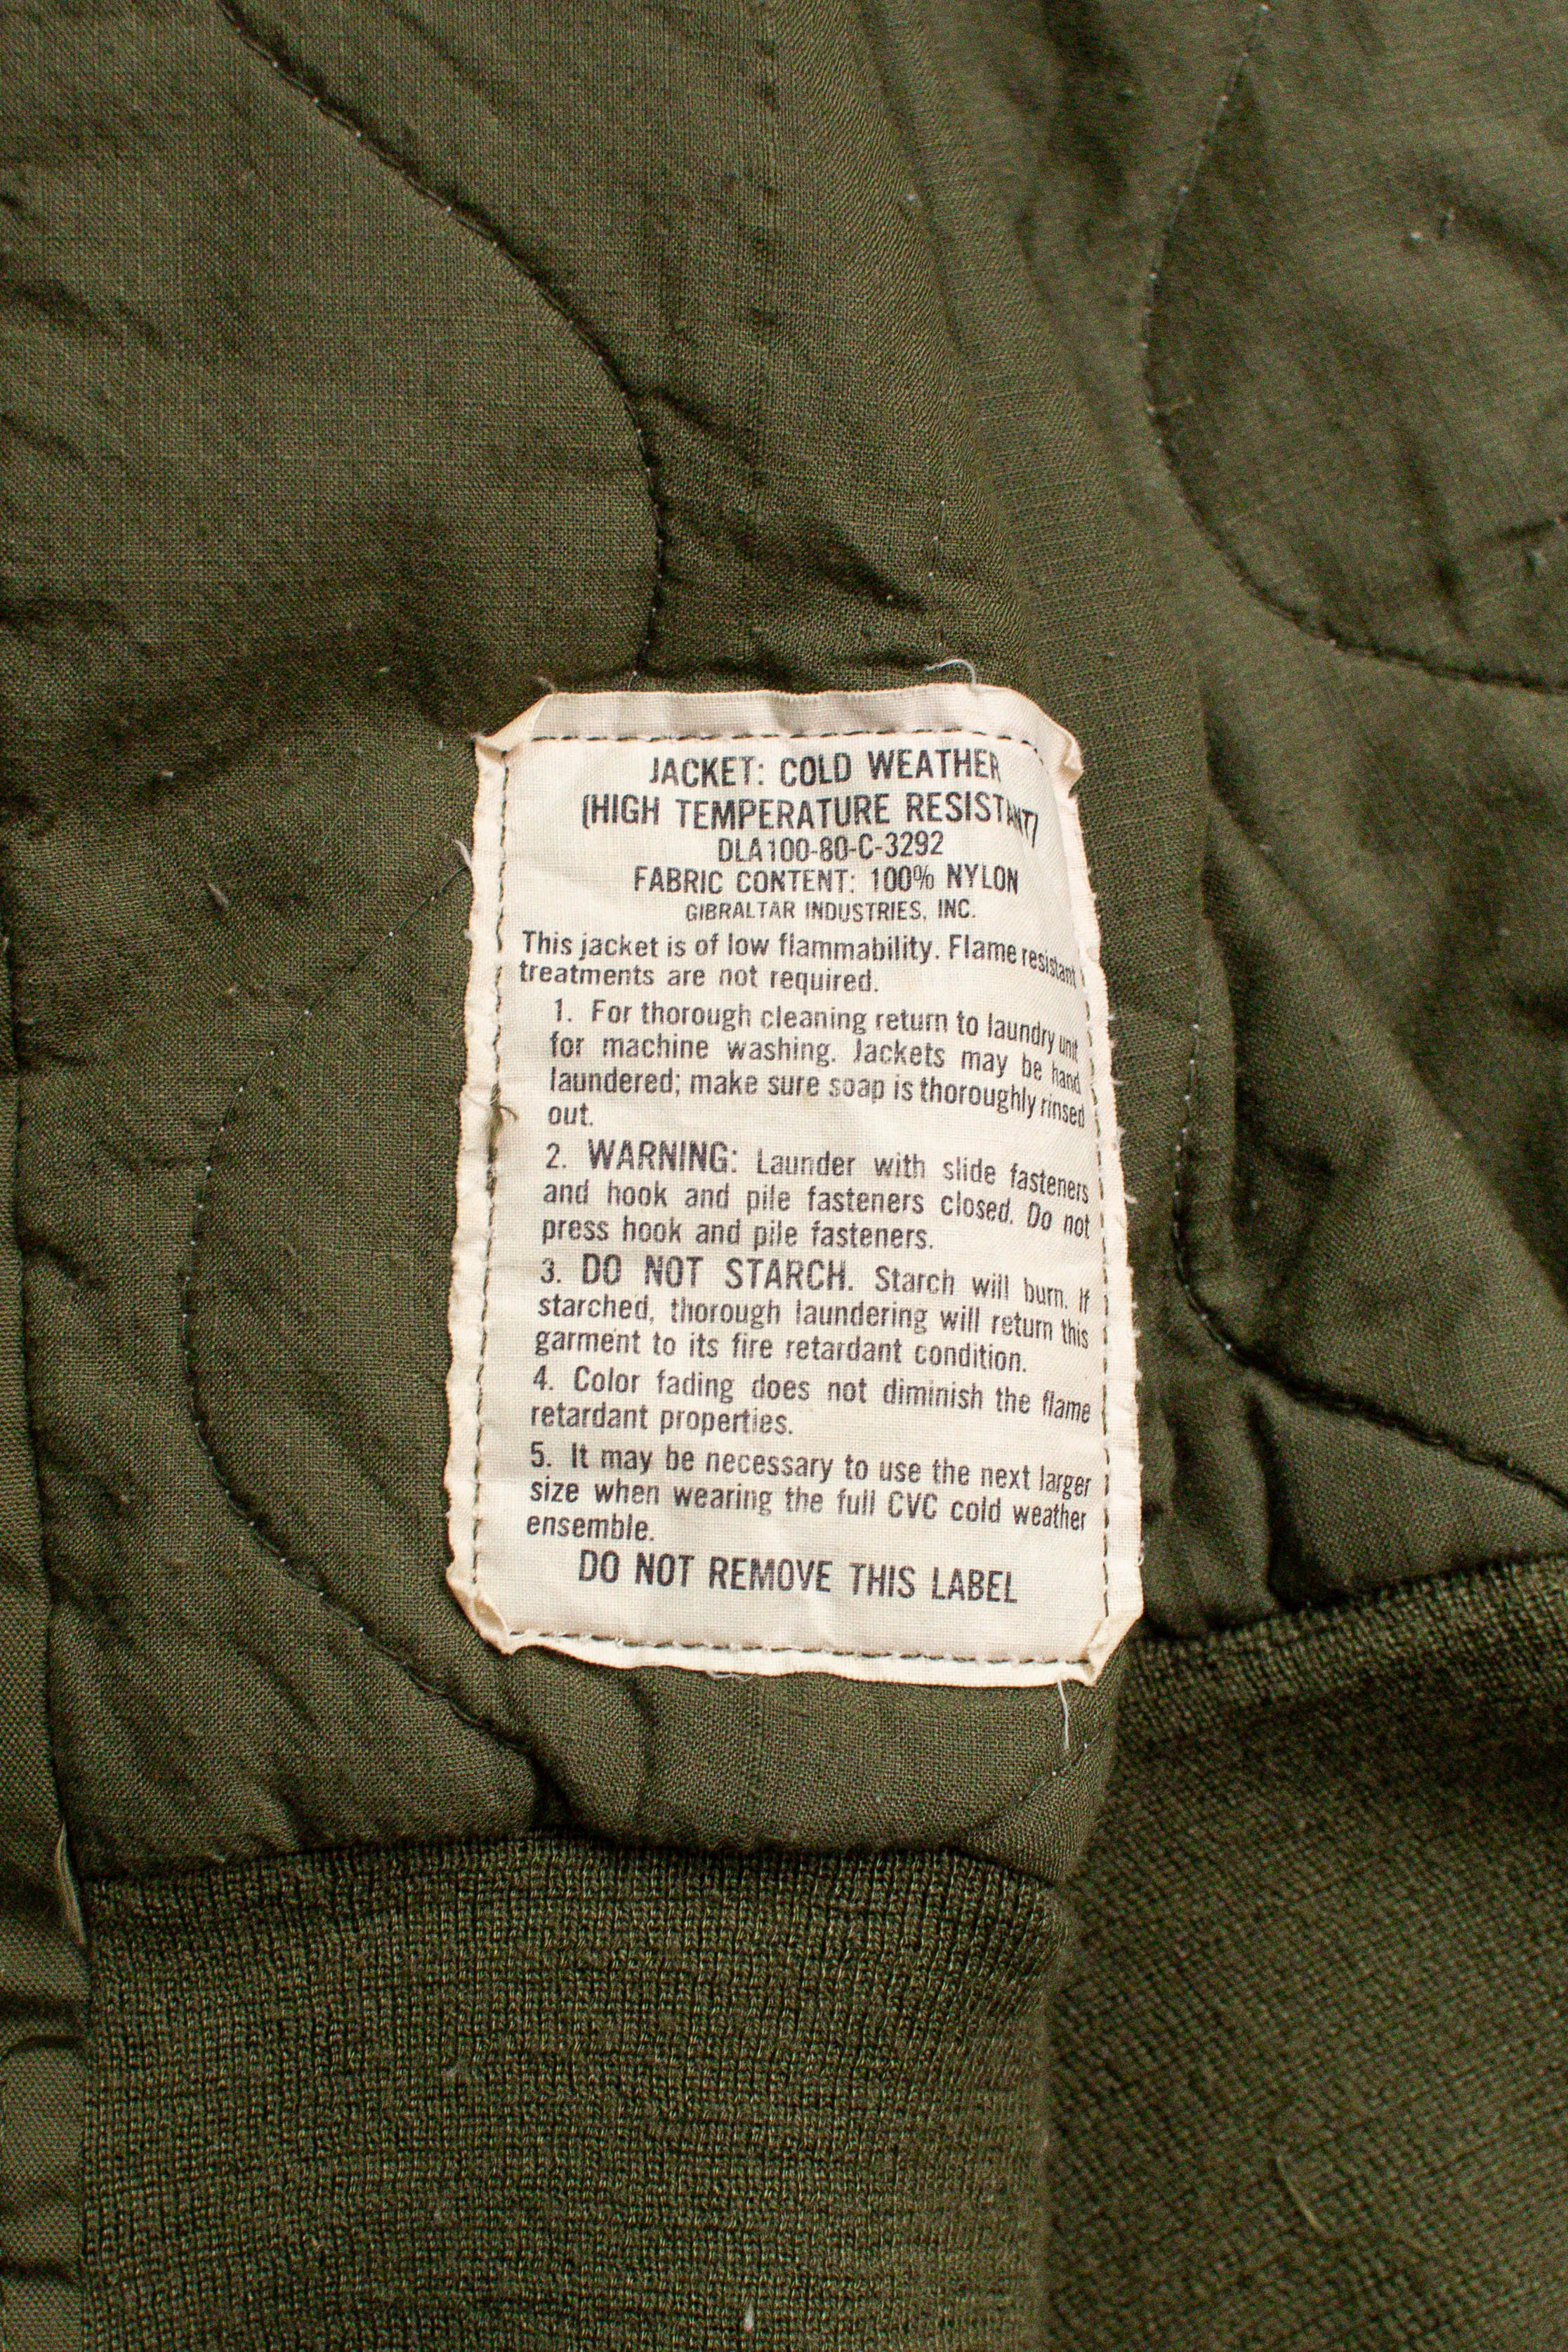 JACKET: COLD WEATHER
(HIGH TEMPERATURE RESISTANT)
DLA100-80-C-3292
FABRIC CONTENT: 100% NYLON
GIBRALTAR INDUSTRIES, INC.
This jacket is of low flammability. Flame resistant
treatments are not required.
1. For thorough cleaning return to laundry unit
for machine washing. Jackets may be hand
laundered; make sure soap is thoroughly rinsed
out.
2. WARNING: Launder with slide fasteners
and hook and pile fasteners closed. Do not
press hook and pile fasteners.
3. DO NOT STARCH. Starch will burn. If
starched, thorough laundering will return this
garment to its fire retardant condition.
4. Color fading does not diminish the flame
retardant properties.
5. It may be necessary to use the next larger
size when wearing the full CVC cold weather
ensemble.
DO NOT REMOVE THIS LABEL